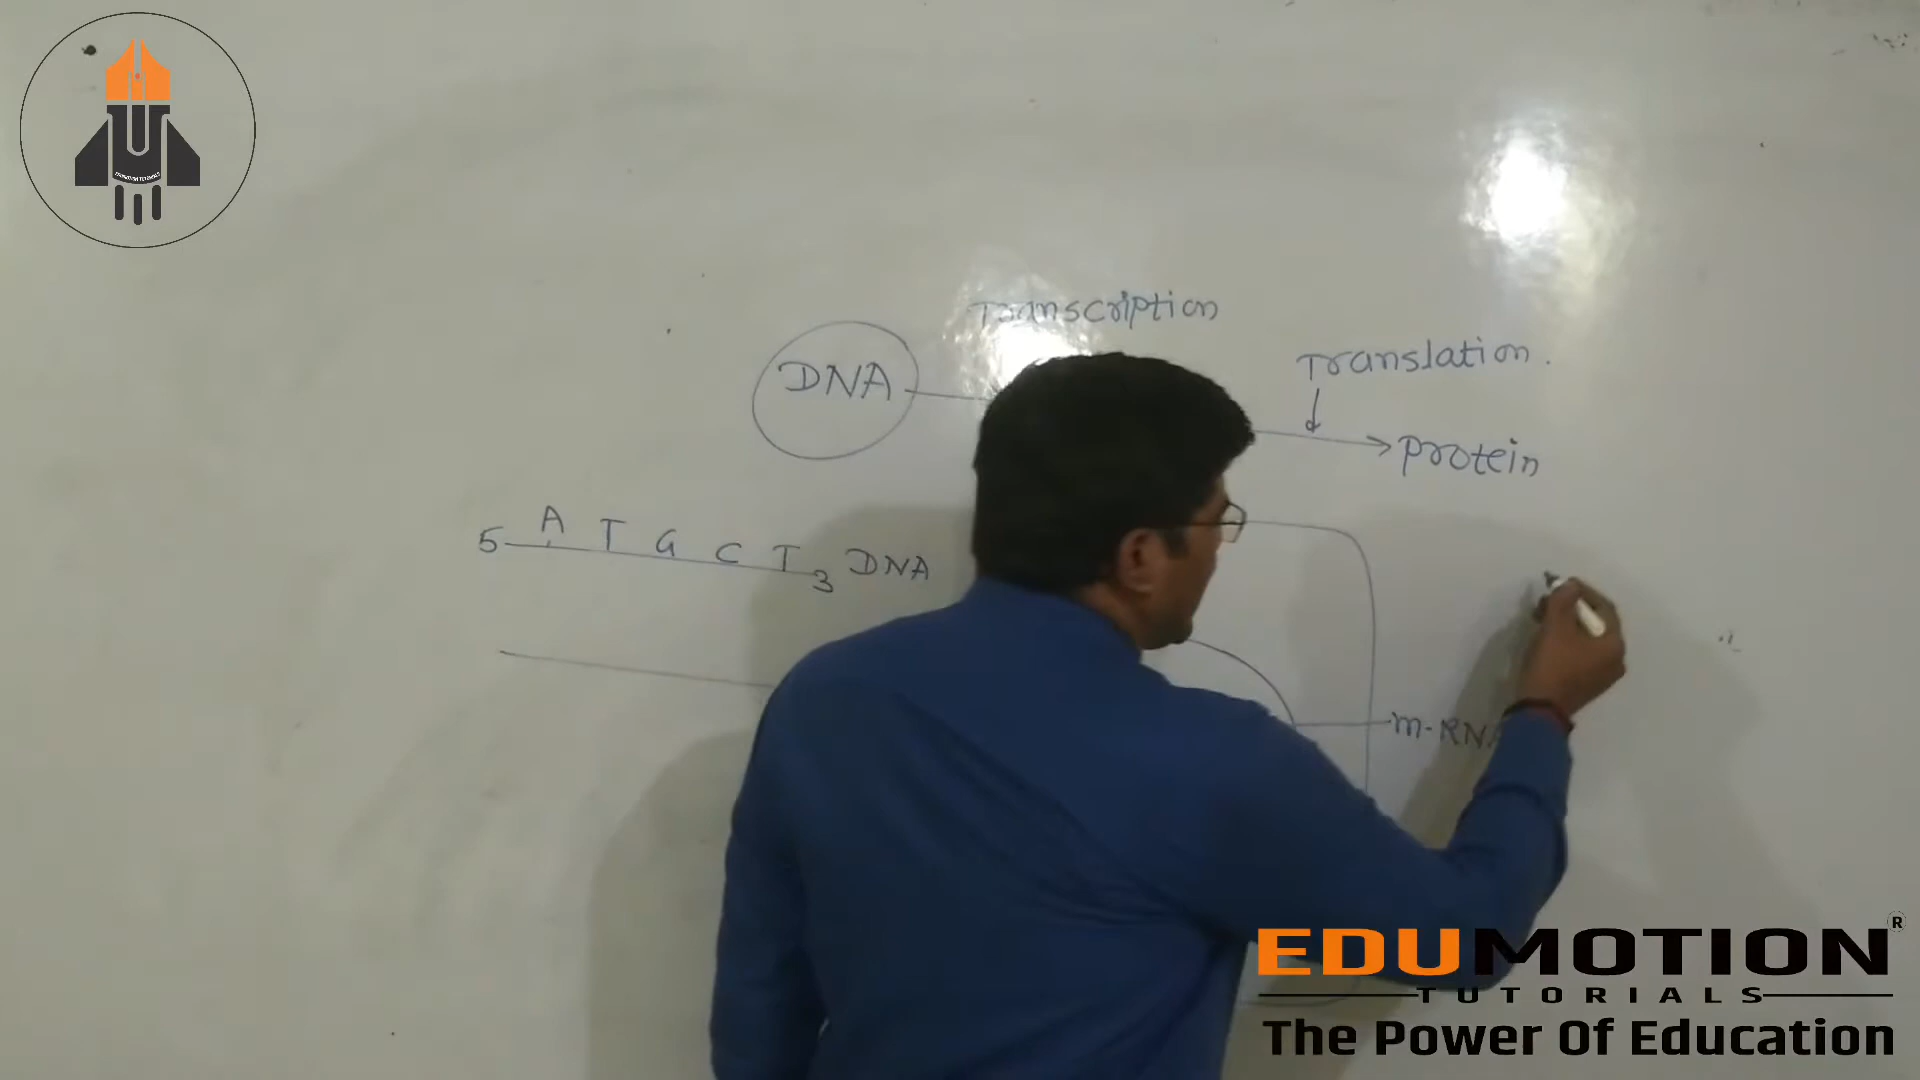 Transcription
Translation.
DNA
Protein
5 A T G C T 3 DNA
m-RNA
EDUMOTION®
TUTORIALS
The Power Of Education